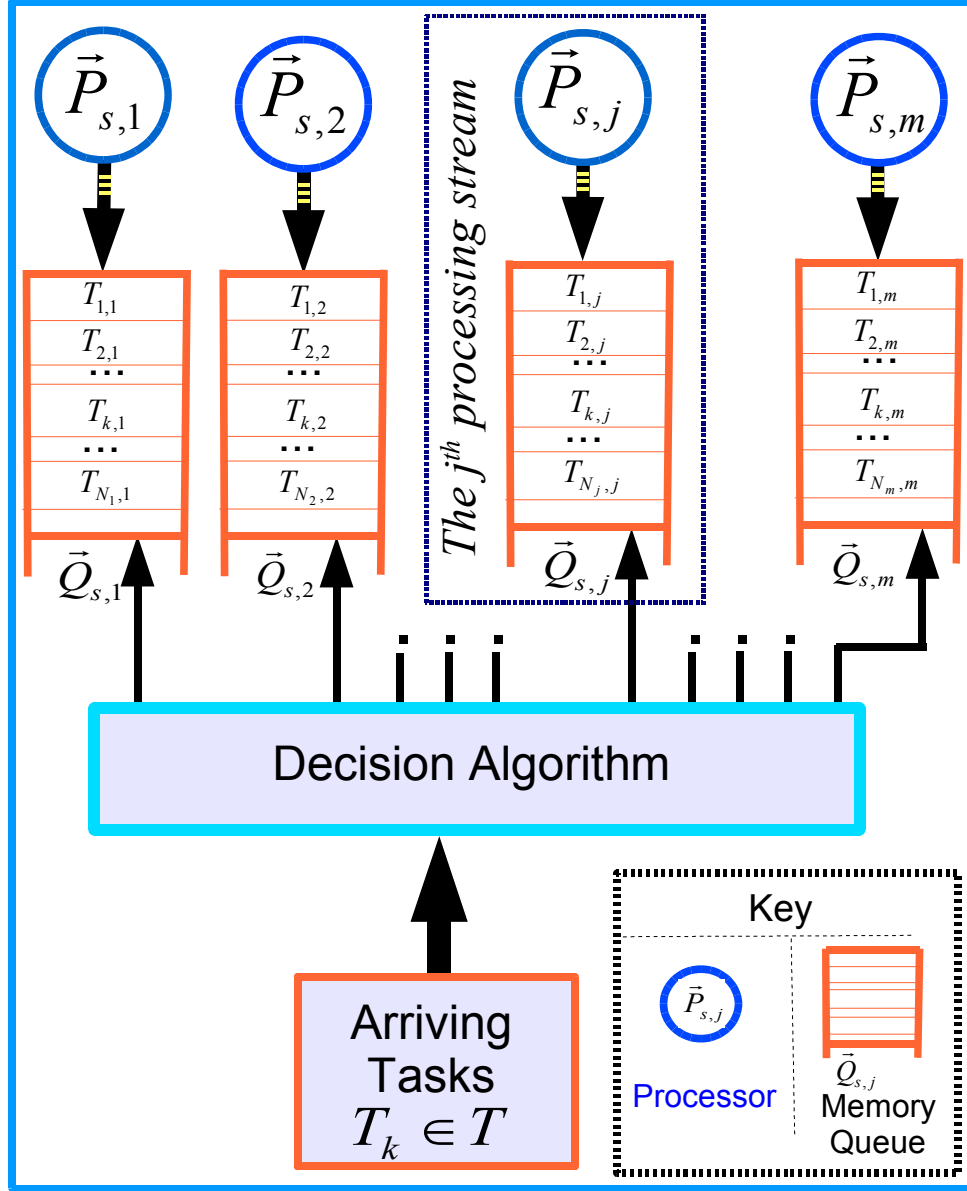 P⃗s,1
P⃗s,2
P⃗s,j
P⃗s,m
The jth processing stream
T1,1
T2,1
...
Tk,1
...
TN1,1
Q⃗s,1
T1,2
T2,2
...
Tk,2
...
TN2,2
Q⃗s,2
T1,j
T2,j
...
Tk,j
...
TNj,j
Q⃗s,j
T1,m
T2,m
...
Tk,m
...
TNm,m
Q⃗s,m
Decision Algorithm
Arriving
Tasks
Tk ∈ T
Key
P⃗s,j
Processor
Q⃗s,j
Memory
Queue